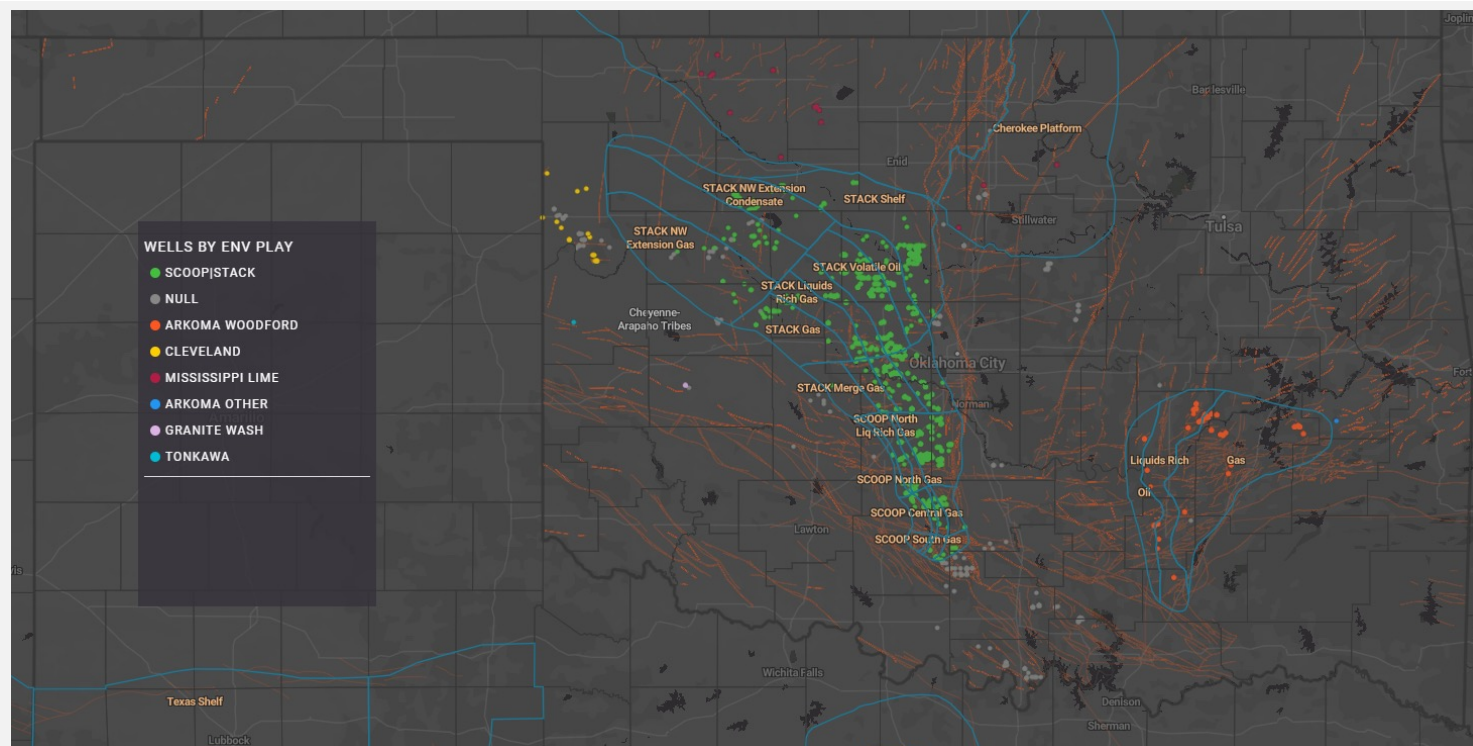 Joplin
Bartlesville
Cherokee Platform
Enid
STACK NW Extension
Condensate
STACK Shelf
Stillwater
Tulsa
STACK NW
Extension Gas
WELLS BY ENV PLAY
SCOOP|STACK
NULL
ARKOMA WOODFORD
CLEVELAND
MISSISSIPPI LIME
ARKOMA OTHER
GRANITE WASH
TONKAWA
STACK Volatile Oil
STACK Liquids
Rich Gas
Cheyenne-
Arapaho Tribes
STACK Gas
Oklahoma City
Fort
STACK Merge Gas
Norman
SCOOP North
Liq Rich Gas
Liquids Rich
Gas
SCOOP North Gas
Oil
SCOOP Central Gas
Lawton
SCOOP South Gas
vis
Wichita Falls
Texas Shelf
Denison
Sherman
Lubbock